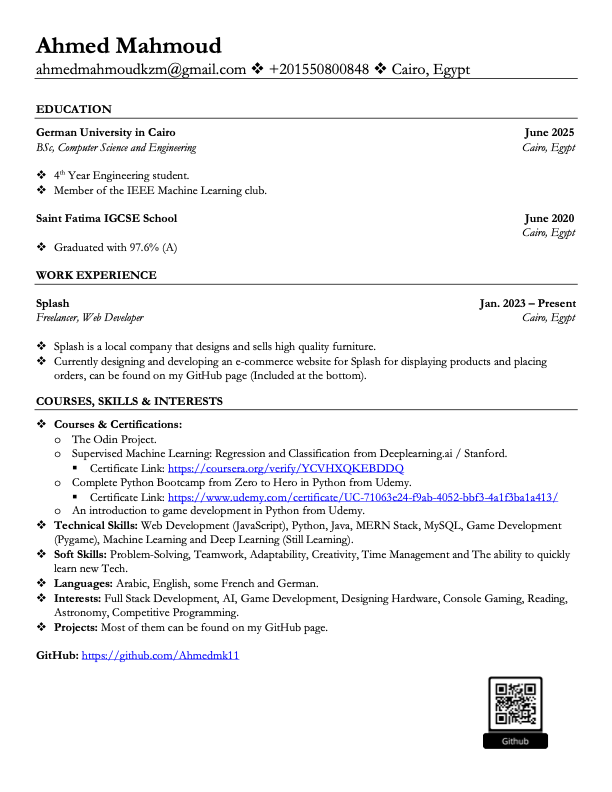 Ahmed Mahmoud
ahmedmahmoudkzm@gmail.com ❖ +201550800848 ❖ Cairo, Egypt
EDUCATION
German University in Cairo June 2025
BSc, Computer Science and Engineering Cairo, Egypt
❖ 4th Year Engineering student.
❖ Member of the IEEE Machine Learning club.
Saint Fatima IGCSE School June 2020
Cairo, Egypt
❖ Graduated with 97.6% (A)
WORK EXPERIENCE
Splash Jan. 2023 – Present
Freelancer, Web Developer Cairo, Egypt
❖ Splash is a local company that designs and sells high quality furniture.
❖ Currently designing and developing an e-commerce website for Splash for displaying products and placing
orders, can be found on my GitHub page (Included at the bottom).
COURSES, SKILLS & INTERESTS
❖ Courses & Certifications:
o The Odin Project.
o Supervised Machine Learning: Regression and Classification from Deeplearning.ai / Stanford.
▪ Certificate Link: https://coursera.org/verify/YCVHXQKEBDDQ
o Complete Python Bootcamp from Zero to Hero in Python from Udemy.
▪ Certificate Link: https://www.udemy.com/certificate/UC-71063e24-f9ab-4052-bbf3-4a1f3ba1a413/
o An introduction to game development in Python from Udemy.
❖ Technical Skills: Web Development (JavaScript), Python, Java, MERN Stack, MySQL, Game Development
(Pygame), Machine Learning and Deep Learning (Still Learning).
❖ Soft Skills: Problem-Solving, Teamwork, Adaptability, Creativity, Time Management and The ability to quickly
learn new Tech.
❖ Languages: Arabic, English, some French and German.
❖ Interests: Full Stack Development, AI, Game Development, Designing Hardware, Console Gaming, Reading,
Astronomy, Competitive Programming.
❖ Projects: Most of them can be found on my GitHub page.
GitHub: https://github.com/Ahmedmk11
Github